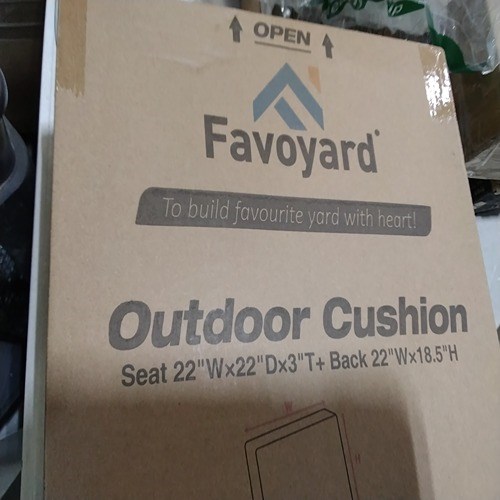 OPEN
Favoyard
To build favourite yard with heart!
Outdoor Cushion
Seat 22"W×22"D×3"T+ Back 22"W×18.5"H